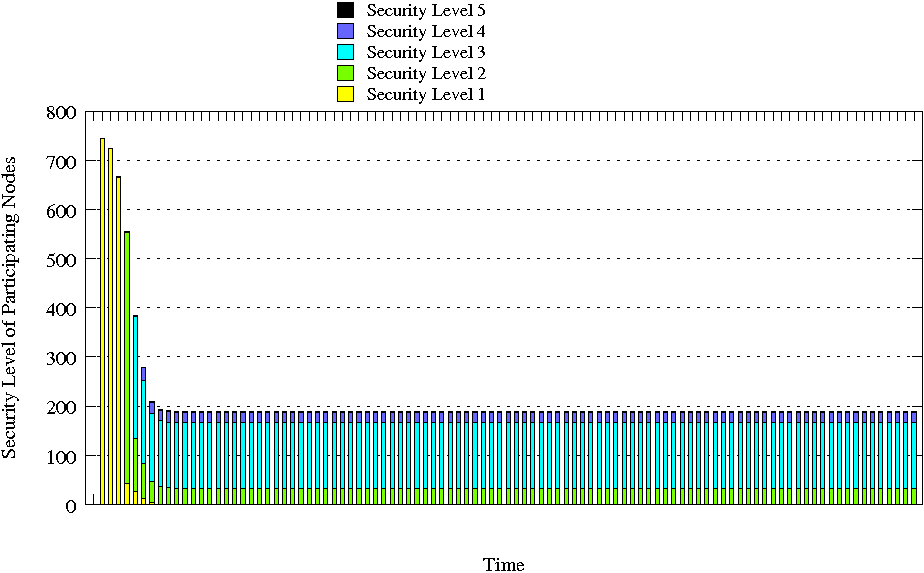 Security Level 5
Security Level 4
Security Level 3
Security Level 2
Security Level 1
800
700
600
500
400
300
200
100
0
Security Level of Participating Nodes
Time